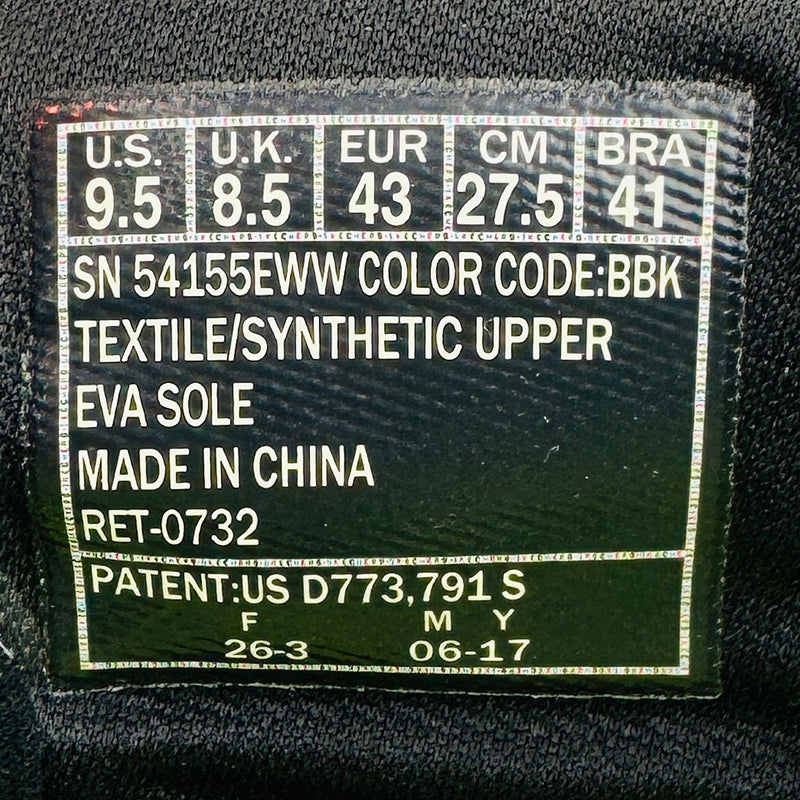 U.S. U.K. EUR CM BRA
9.5 8.5 43 27.5 41
SN 54155EWW COLOR CODE:BBK
TEXTILE/SYNTHETIC UPPER
EVA SOLE
MADE IN CHINA
RET-0732
PATENT:US D773,791 S
F M Y
26-3 06-17